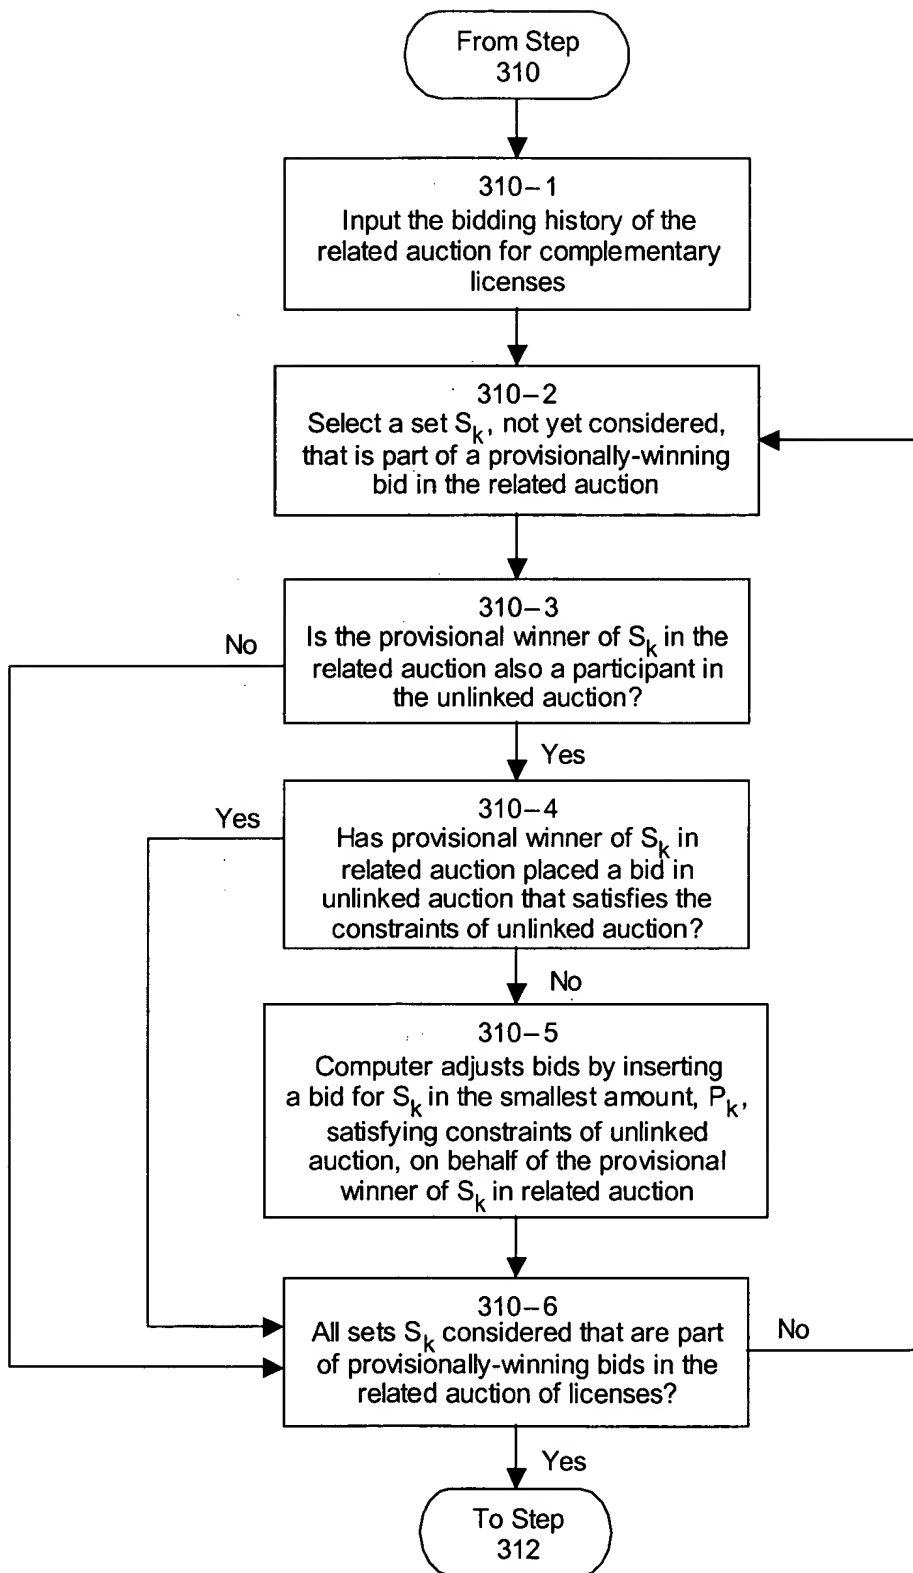 From Step
310
310–1
Input the bidding history of the
related auction for complementary
licenses
310–2
Select a set Sk, not yet considered,
that is part of a provisionally-winning
bid in the related auction
310–3
Is the provisional winner of Sk in the
related auction also a participant in
the unlinked auction?
No
Yes
310–4
Has provisional winner of Sk in
related auction placed a bid in
unlinked auction that satisfies the
constraints of unlinked auction?
Yes
No
310–5
Computer adjusts bids by inserting
a bid for Sk in the smallest amount, Pk,
satisfying constraints of unlinked
auction, on behalf of the provisional
winner of Sk in related auction
310–6
All sets Sk considered that are part
of provisionally-winning bids in the
related auction of licenses?
No
Yes
To Step
312